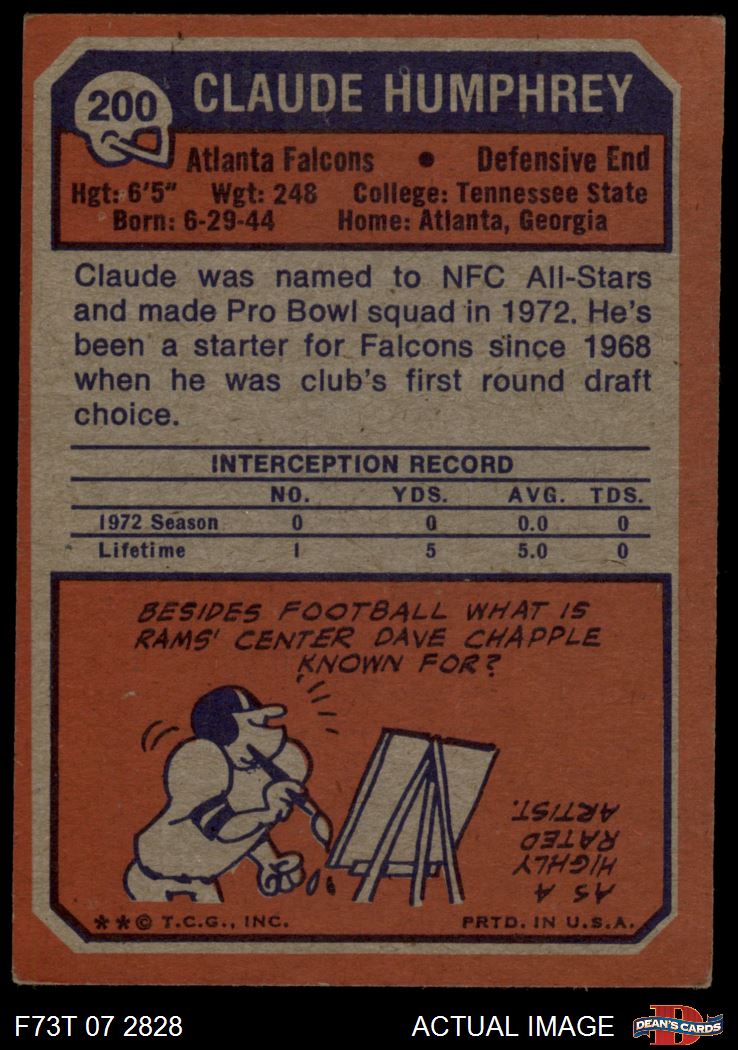 200
CLAUDE HUMPHREY
Atlanta Falcons • Defensive End
Hgt: 6'5" Wgt: 248 College: Tennessee State
Born: 6-29-44 Home: Atlanta, Georgia
Claude was named to NFC All-Stars
and made Pro Bowl squad in 1972. He's
been a starter for Falcons since 1968
when he was club's first round draft
choice.
INTERCEPTION RECORD
NO. YDS. AVG. TDS.
1972 Season 0 0 0.0 0
Lifetime 1 5 5.0 0
BESIDES FOOTBALL WHAT IS
RAMS' CENTER DAVE CHAPPLE
KNOWN FOR?
AS A
HIGHLY
RATED
ARTIST.
**© T.C.G., INC. PRTD. IN U.S.A.
F73T 07 2828 ACTUAL IMAGE DEAN'S CARDS